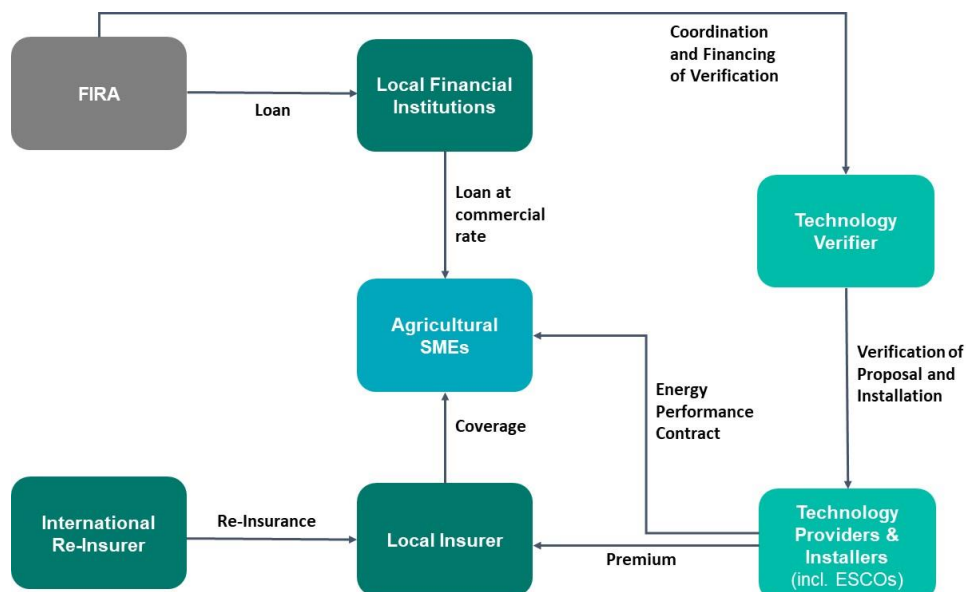 FIRA
Loan
Local Financial
Institutions
Coordination
and Financing
of Verification
Loan at
commercial
rate
Technology
Verifier
Agricultural
SMEs
Verification of
Proposal and
Installation
Energy
Performance
Contract
Coverage
International
Re-Insurer
Re-Insurance
Local Insurer
Premium
Technology
Providers &
Installers
(incl. ESCOs)